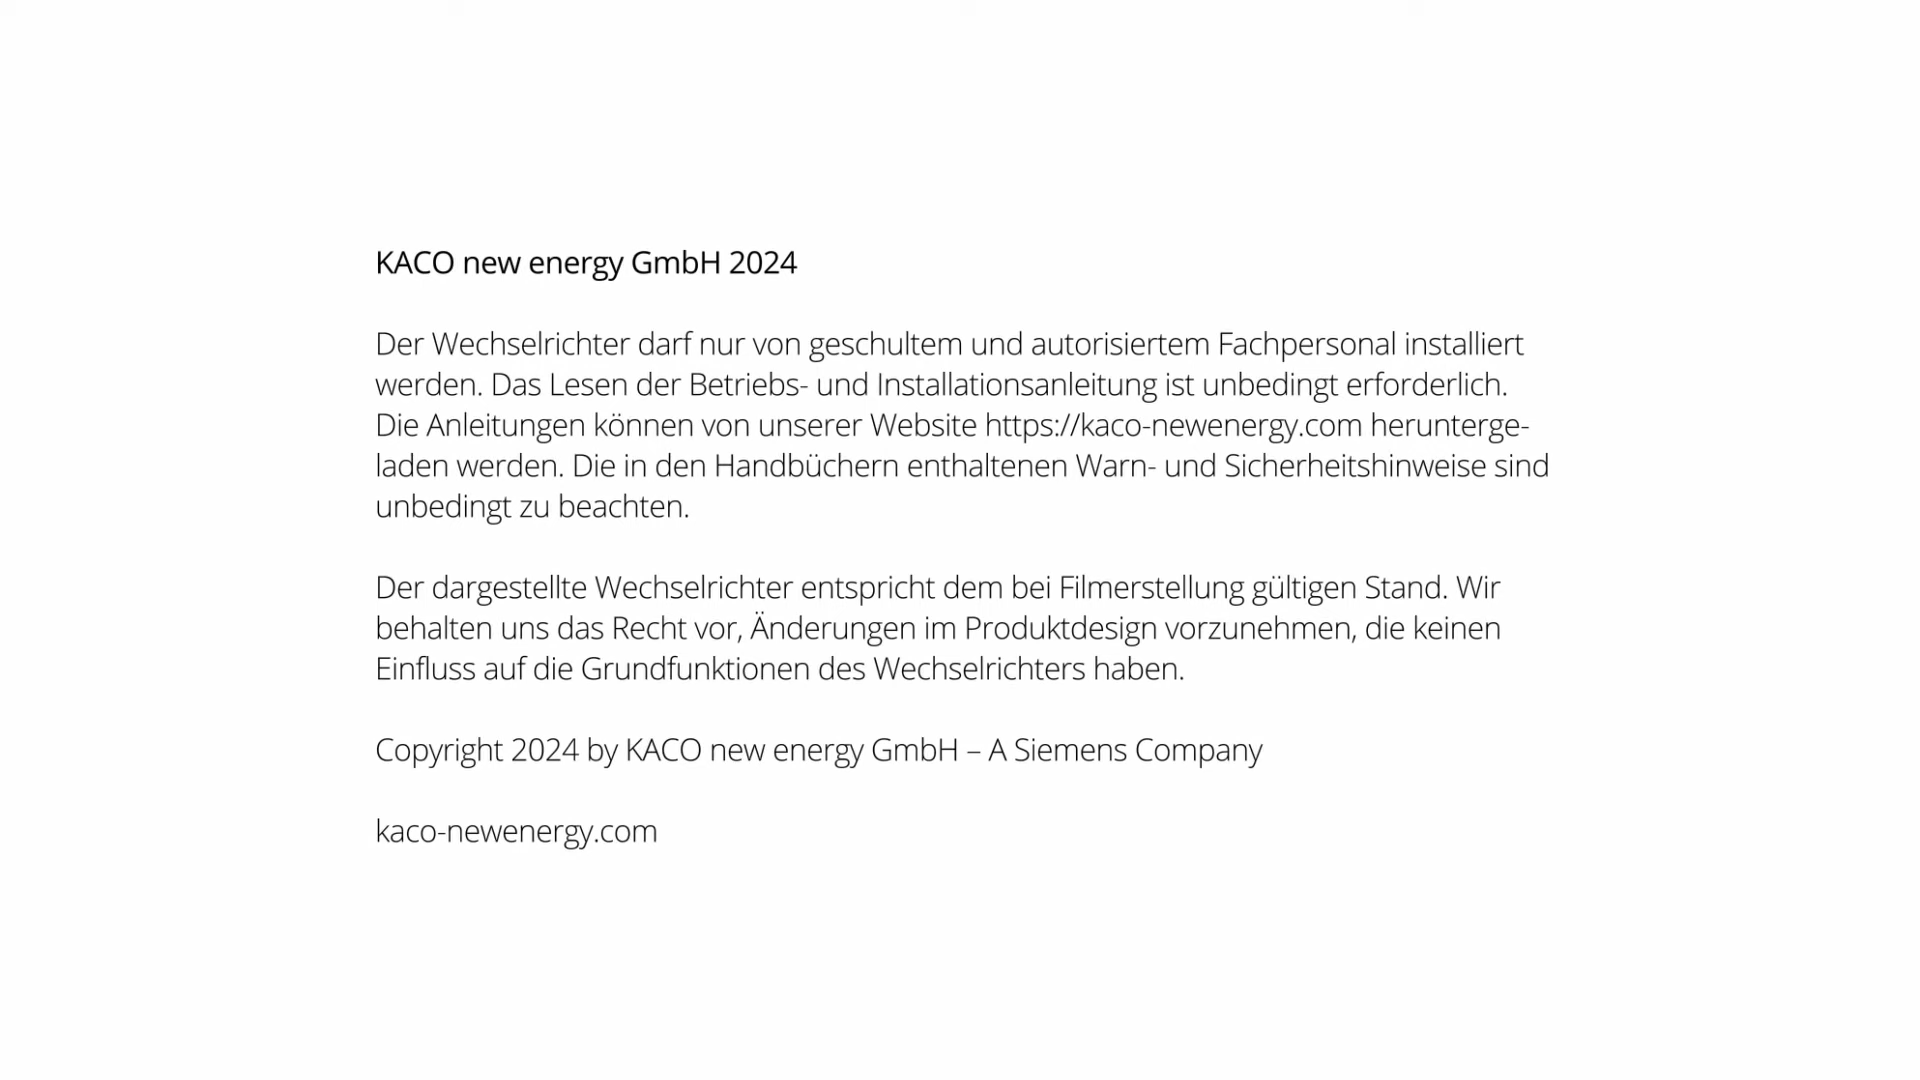 KACO new energy GmbH 2024
Der Wechselrichter darf nur von geschultem und autorisiertem Fachpersonal installiert
werden. Das Lesen der Betriebs- und Installationsanleitung ist unbedingt erforderlich.
Die Anleitungen können von unserer Website https://kaco-newenergy.com herunterge-
laden werden. Die in den Handbüchern enthaltenen Warn- und Sicherheitshinweise sind
unbedingt zu beachten.
Der dargestellte Wechselrichter entspricht dem bei Filmerstellung gültigen Stand. Wir
behalten uns das Recht vor, Änderungen im Produktdesign vorzunehmen, die keinen
Einfluss auf die Grundfunktionen des Wechselrichters haben.
Copyright 2024 by KACO new energy GmbH – A Siemens Company
kaco-newenergy.com